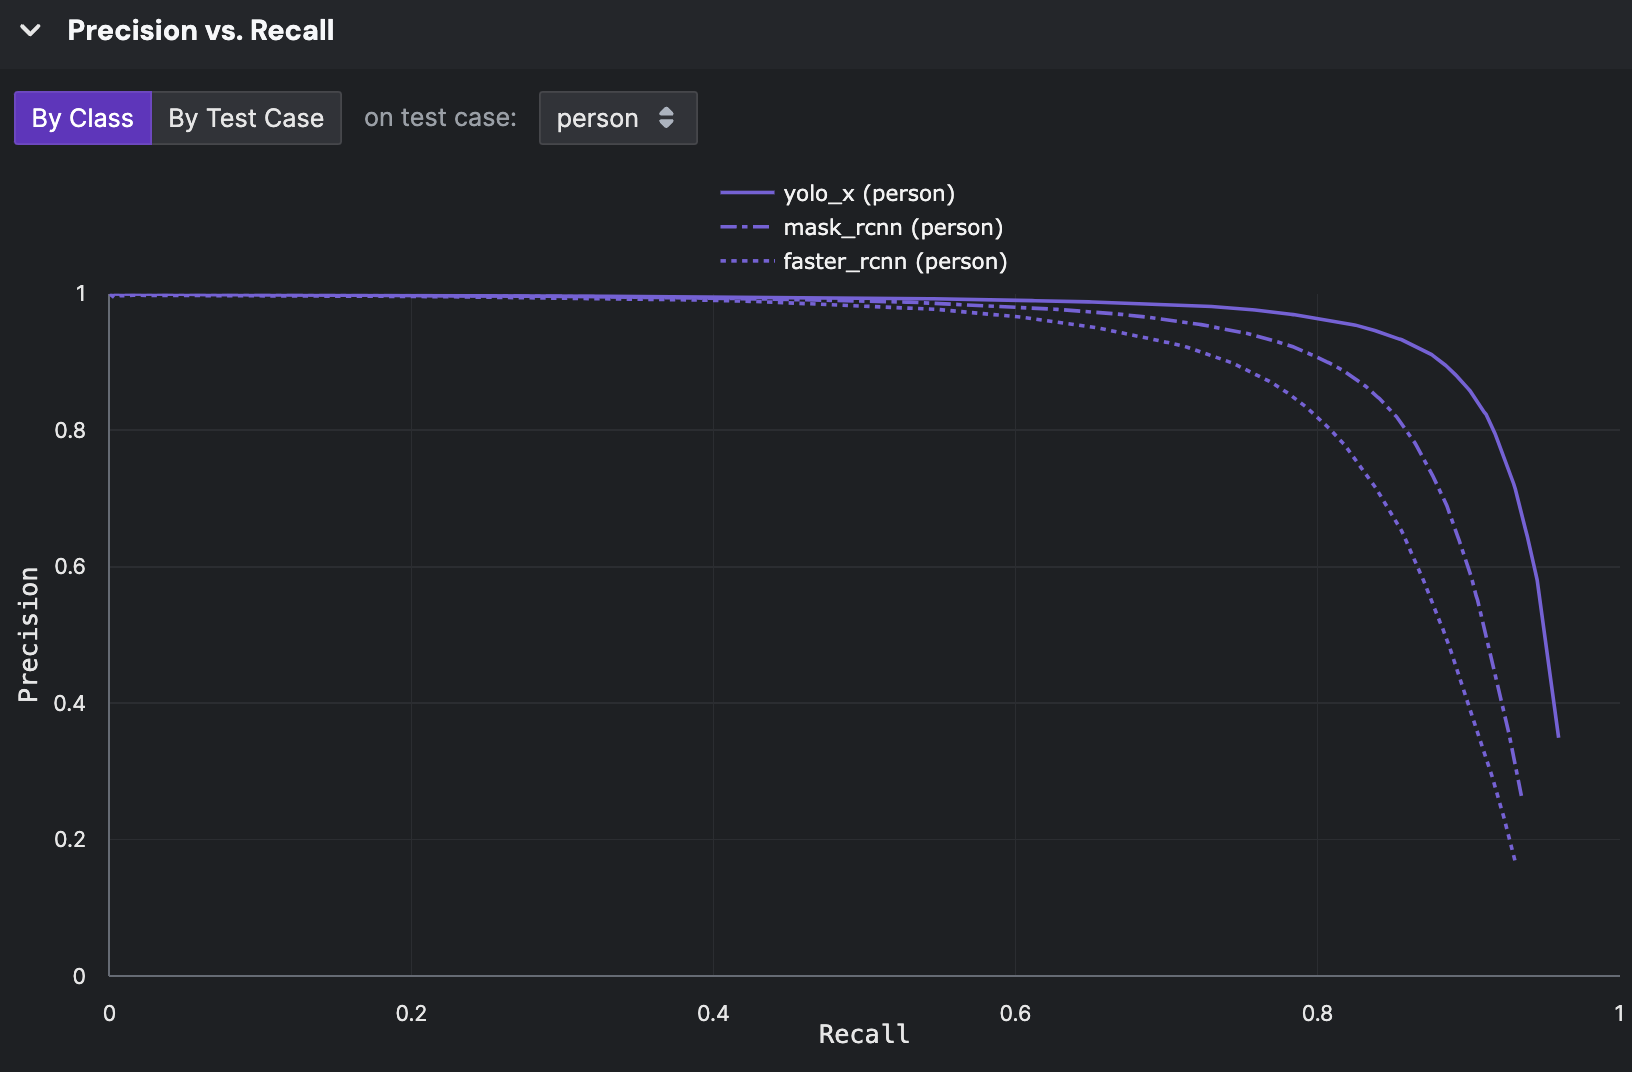 Precision vs. Recall
By Class By Test Case on test case: person
yolo_x (person)
mask_rcnn (person)
faster_rcnn (person)
1
0.8
0.6
0.4
0.2
0
Precision
0 0.2 0.4 0.6 0.8 1
Recall